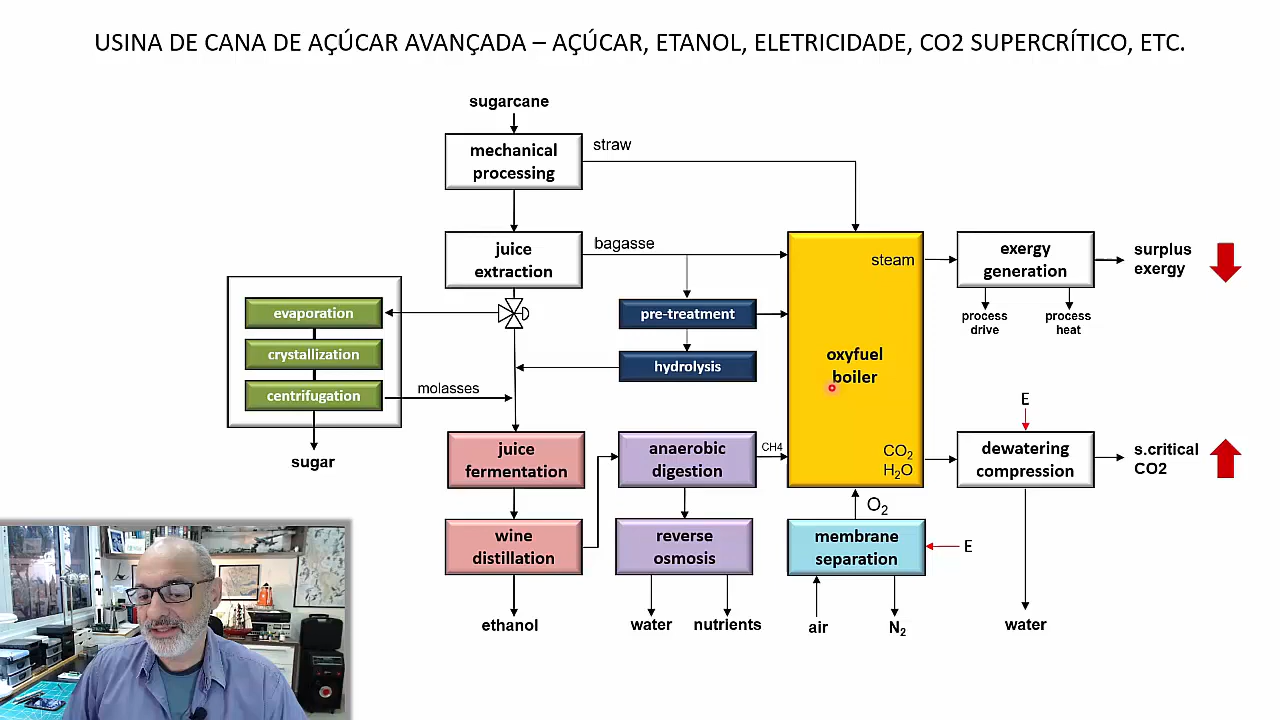 USINA DE CANA DE AÇÚCAR AVANÇADA – AÇÚCAR, ETANOL, ELETRICIDADE, CO2 SUPERCRÍTICO, ETC.
sugarcane
mechanical
processing
straw
juice
extraction
bagasse
steam
exergy
generation
surplus
exergy
process
drive
process
heat
evaporation
crystallization
centrifugation
molasses
sugar
pre-treatment
hydrolysis
oxyfuel
boiler
juice
fermentation
anaerobic
digestion
CH4
CO₂
H₂O
E
dewatering
compression
s.critical
CO2
wine
distillation
reverse
osmosis
O₂
membrane
separation
E
ethanol
water
nutrients
air
N₂
water